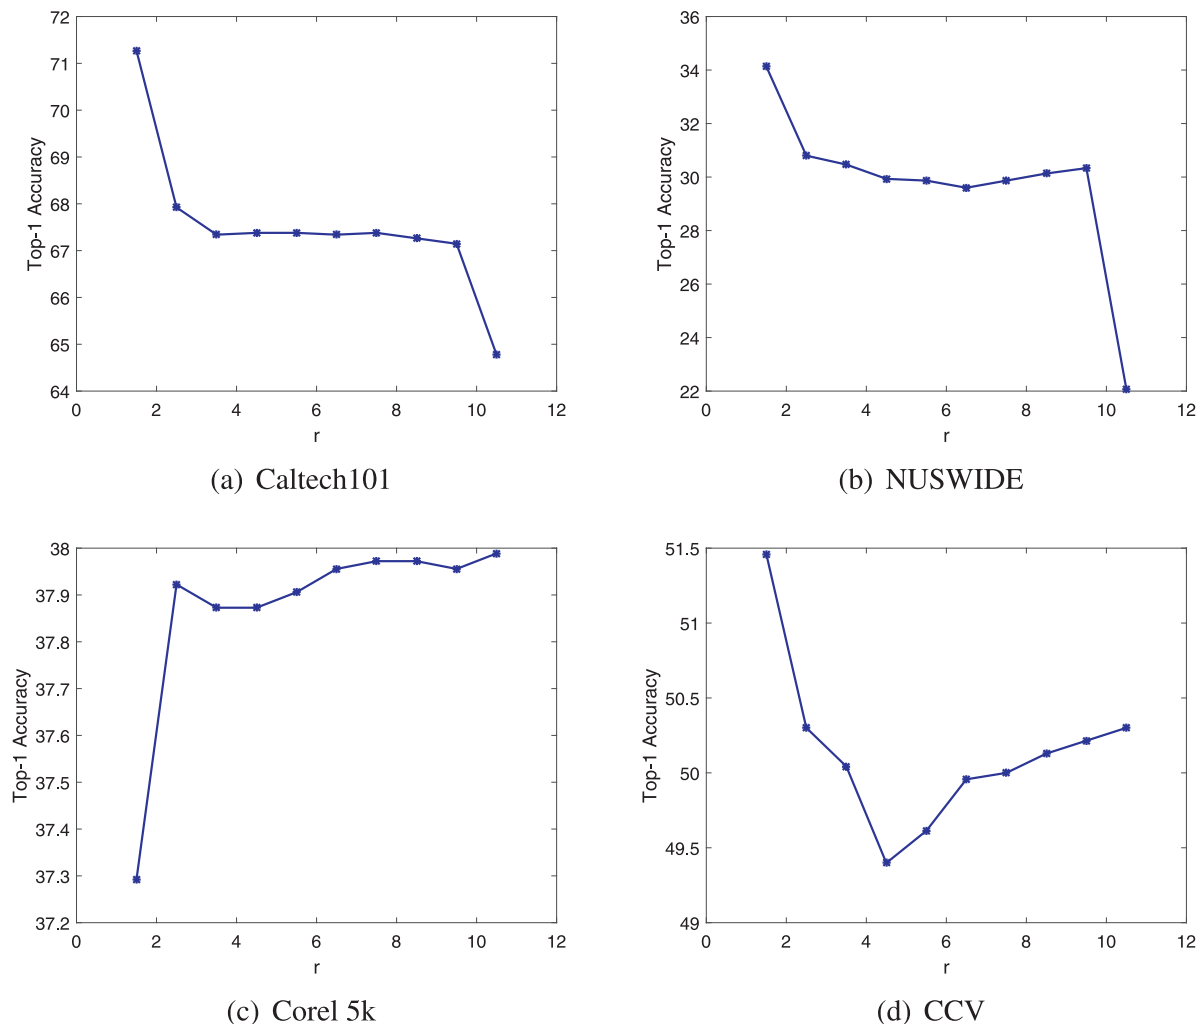 72
71
70
69
68
67
66
65
64
Top-1 Accuracy
0 2 4 6 8 10 12
r
(a) Caltech101
36
34
32
30
28
26
24
22
Top-1 Accuracy
0 2 4 6 8 10 12
r
(b) NUSWIDE
38
37.9
37.8
37.7
37.6
37.5
37.4
37.3
37.2
Top-1 Accuracy
0 2 4 6 8 10 12
r
(c) Corel 5k
51.5
51
50.5
50
49.5
49
Top-1 Accuracy
0 2 4 6 8 10 12
r
(d) CCV